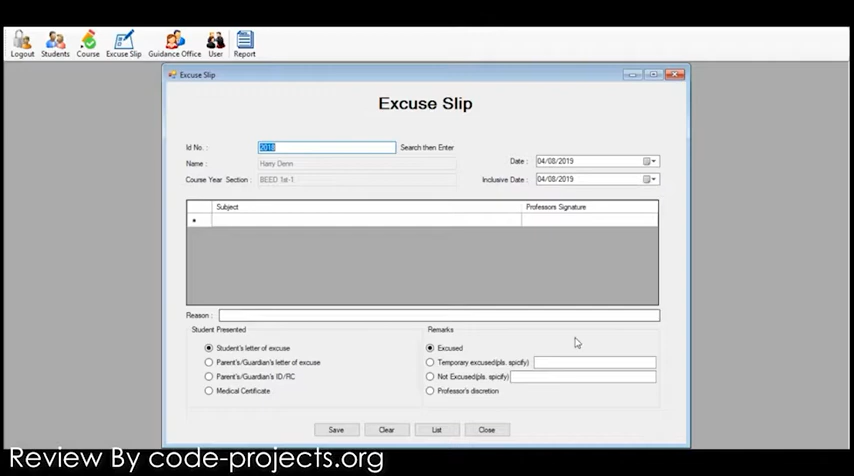 Logout Students Course Excuse Slip Guidance Office User Report
Excuse Slip
Excuse Slip
Id No. : 2018 Search then Enter
Name : Harry Denn Date : 04/08/2019
Course Year Section : BEED 1st-1 Inclusive Date : 04/08/2019
Subject Professors Signature
Reason :
Student Presented Remarks
Student's letter of excuse Excused
Parent's/Guardian's letter of excuse Temporary excused(pls. spicify)
Parent's/Guardian's ID/RC Not Excused(pls. spicify)
Medical Certificate Professor's discretion
Save Clear List Close
Review By code-projects.org